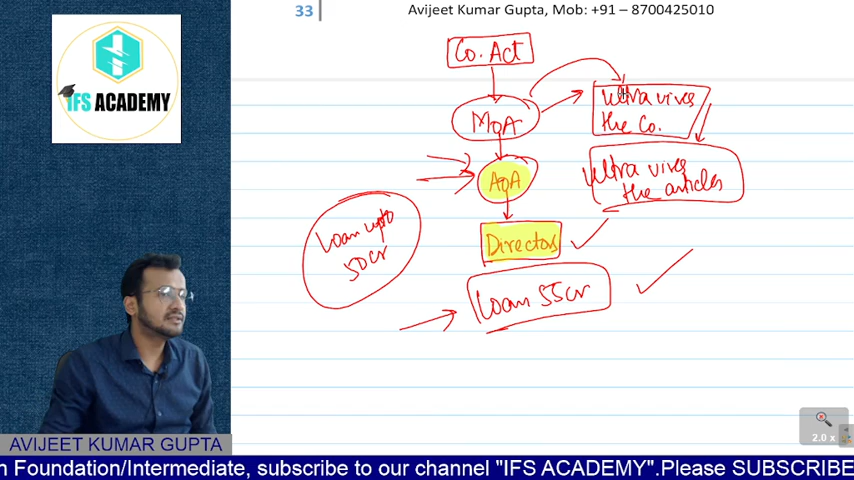 33
Avijeet Kumar Gupta, Mob: +91 – 8700425010
IFS ACADEMY
Co. Act
MOA
Ultra vires
the Co.
AOA
Ultra vires
the articles
Loan upto
50cr
Directors
Loan 55cr
2.0 x
AVIJEET KUMAR GUPTA
n Foundation/Intermediate, subscribe to our channel "IFS ACADEMY".Please SUBSCRIBE